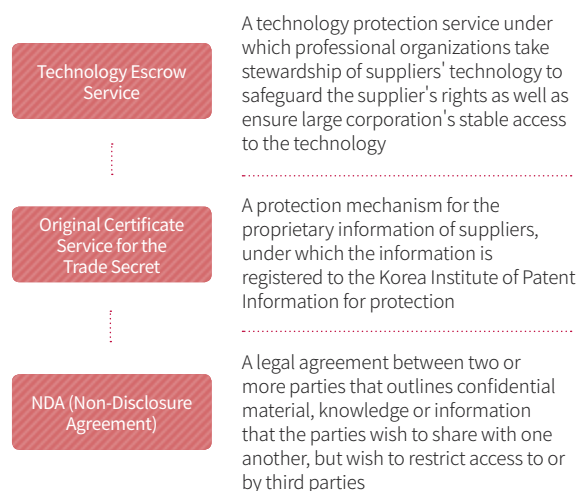 Technology Escrow
Service
A technology protection service under
which professional organizations take
stewardship of suppliers' technology to
safeguard the supplier's rights as well as
ensure large corporation's stable access
to the technology
Original Certificate
Service for the
Trade Secret
A protection mechanism for the
proprietary information of suppliers,
under which the information is
registered to the Korea Institute of Patent
Information for protection
NDA (Non-Disclosure
Agreement)
A legal agreement between two or
more parties that outlines confidential
material, knowledge or information
that the parties wish to share with one
another, but wish to restrict access to or
by third parties